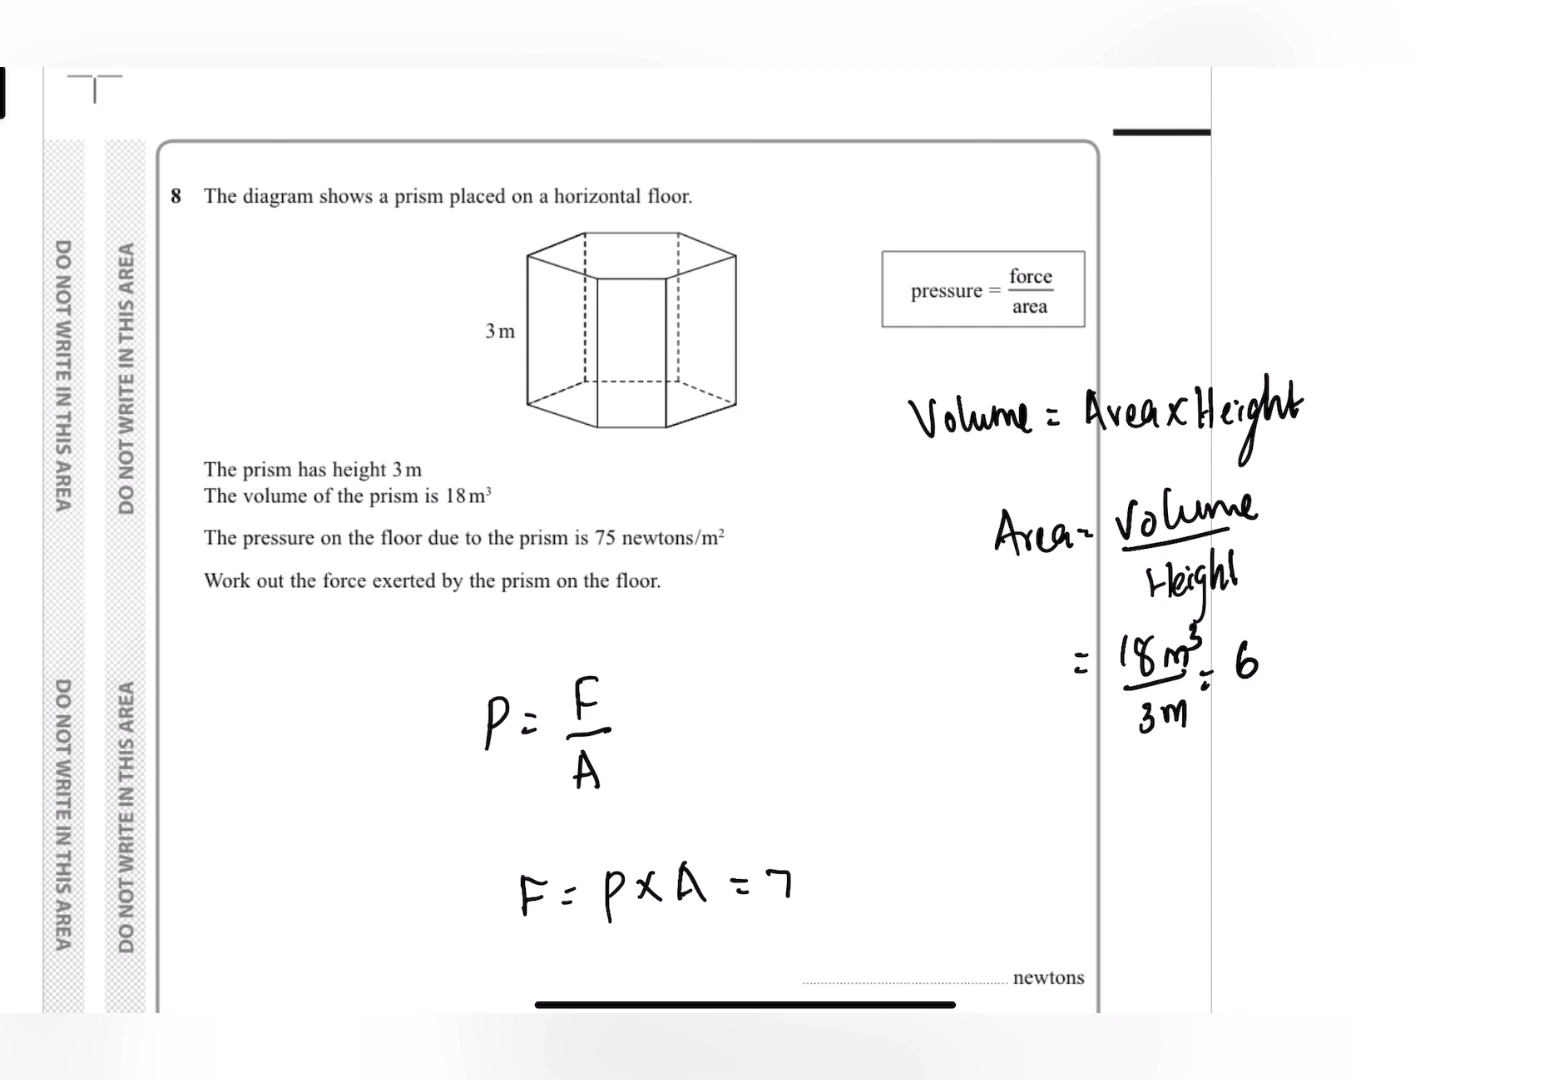 8 The diagram shows a prism placed on a horizontal floor.
3 m
pressure = force / area
The prism has height 3 m
The volume of the prism is 18 m³
The pressure on the floor due to the prism is 75 newtons/m²
Work out the force exerted by the prism on the floor.
Volume = Area x Height
Area = Volume / Height
= 18m³ / 3m = 6
P = F / A
F = P x A = 7
newtons
DO NOT WRITE IN THIS AREA
DO NOT WRITE IN THIS AREA
DO NOT WRITE IN THIS AREA
DO NOT WRITE IN THIS AREA